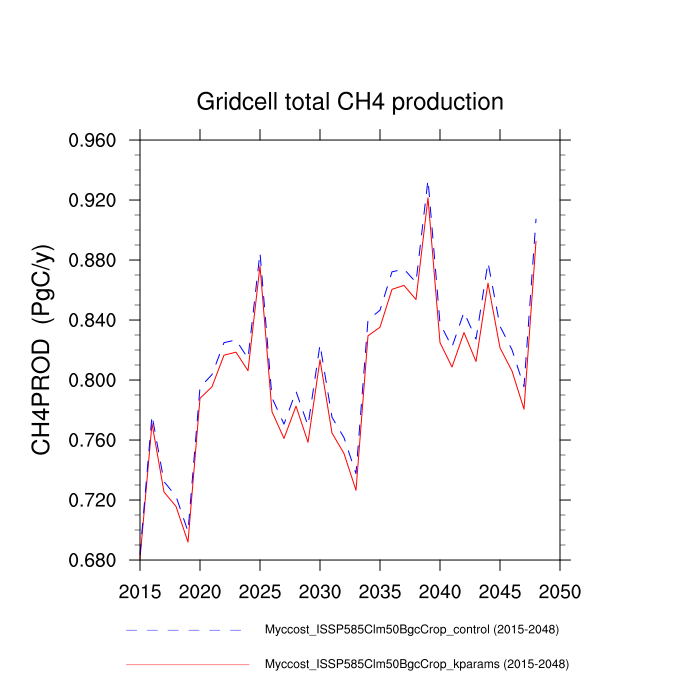 Gridcell total CH4 production
CH4PROD (PgC/y)
0.960
0.920
0.880
0.840
0.800
0.760
0.720
0.680
2015 2020 2025 2030 2035 2040 2045 2050
Myccost_ISSP585Clm50BgcCrop_control (2015-2048)
Myccost_ISSP585Clm50BgcCrop_kparams (2015-2048)